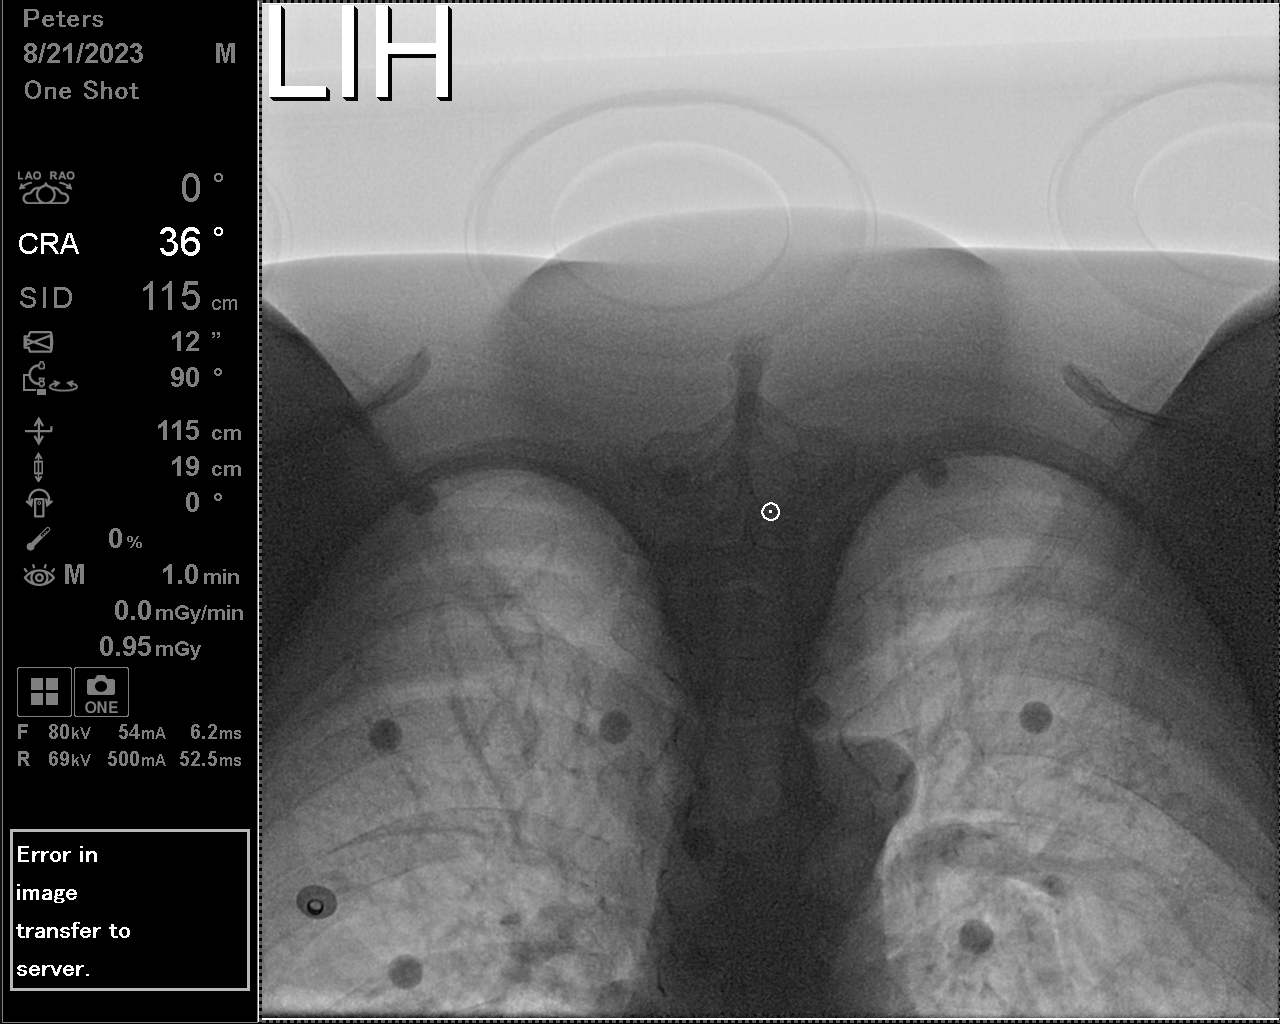 Peters
8/21/2023 M
One Shot
LAO RAO 0 °
CRA 36 °
SID 115 cm
12 ”
90 °
115 cm
19 cm
0 °
0 %
M 1.0 min
0.0 mGy/min
0.95 mGy
ONE
F 80kV 54mA 6.2ms
R 69kV 500mA 52.5ms
Error in
image
transfer to
server.
LIH